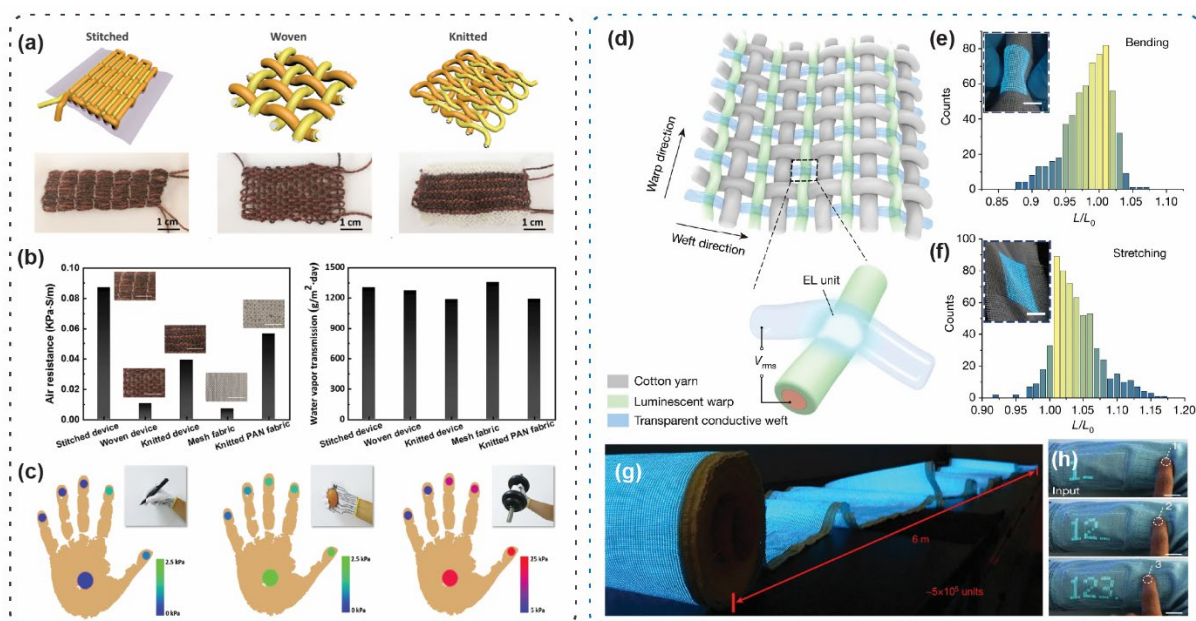 (a)
Stitched
Woven
Knitted
1 cm
1 cm
1 cm
(b)
Air resistance (KPa·S/m)
0.10
0.08
0.06
0.04
0.02
0.00
Stitched device
Woven device
Knitted device
Mesh fabric
Knitted PAN fabric
Water vapor transmission (g/m²·day)
1500
1200
900
600
300
0
Stitched device
Woven device
Knitted device
Mesh fabric
Knitted PAN fabric
(c)
2.5 kPa
0 kPa
2.5 kPa
0 kPa
25 kPa
5 kPa
(d)
Warp direction
Weft direction
EL unit
Vrms
Cotton yarn
Luminescent warp
Transparent conductive weft
(e)
Bending
Counts
80
60
40
20
0
0.85
0.90
0.95
1.00
1.05
1.10
L/L₀
(f)
Stretching
Counts
100
80
60
40
20
0
0.90
0.95
1.00
1.05
1.10
1.15
1.20
L/L₀
(g)
6 m
~5×10⁵ units
(h)
1
1_
Input
2
12_
3
123_